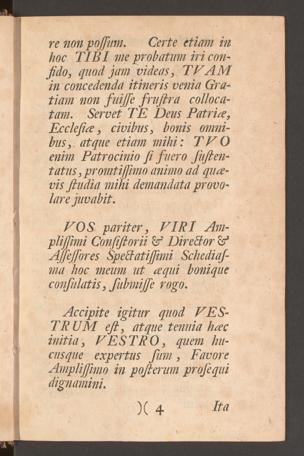 re non poſſum. Certe etiam in
hoc TIBI me probatum iri con-
fido, quod jam videas, TVAM
in concedenda itineris venia Gra-
tiam non fuiſſe fruſtra colloca-
tam. Servet TE Deus Patriæ,
Eccleſiæ, civibus, bonis omni-
bus, atque etiam mihi: TVO
enim Patrocinio ſi fuero ſuſten-
tatus, promtiſſimo animo ad quæ-
vis ſtudia mihi demandata provo-
lare juvabit.
VOS pariter, VIRI Am-
pliſſimi Conſiſtorii & Director &
Aſſeſſores Spectatiſſimi Schediaſ-
ma hoc meum ut æqui bonique
conſulatis, ſubmiſſe rogo.
Accipite igitur quod VES-
TRUM eſt, atque tenuia hæc
initia, VESTRO, quem hu-
cusque expertus ſum, Favore
Ampliſſimi in poſterum proſequi
dignamini.
)( 4 Ita